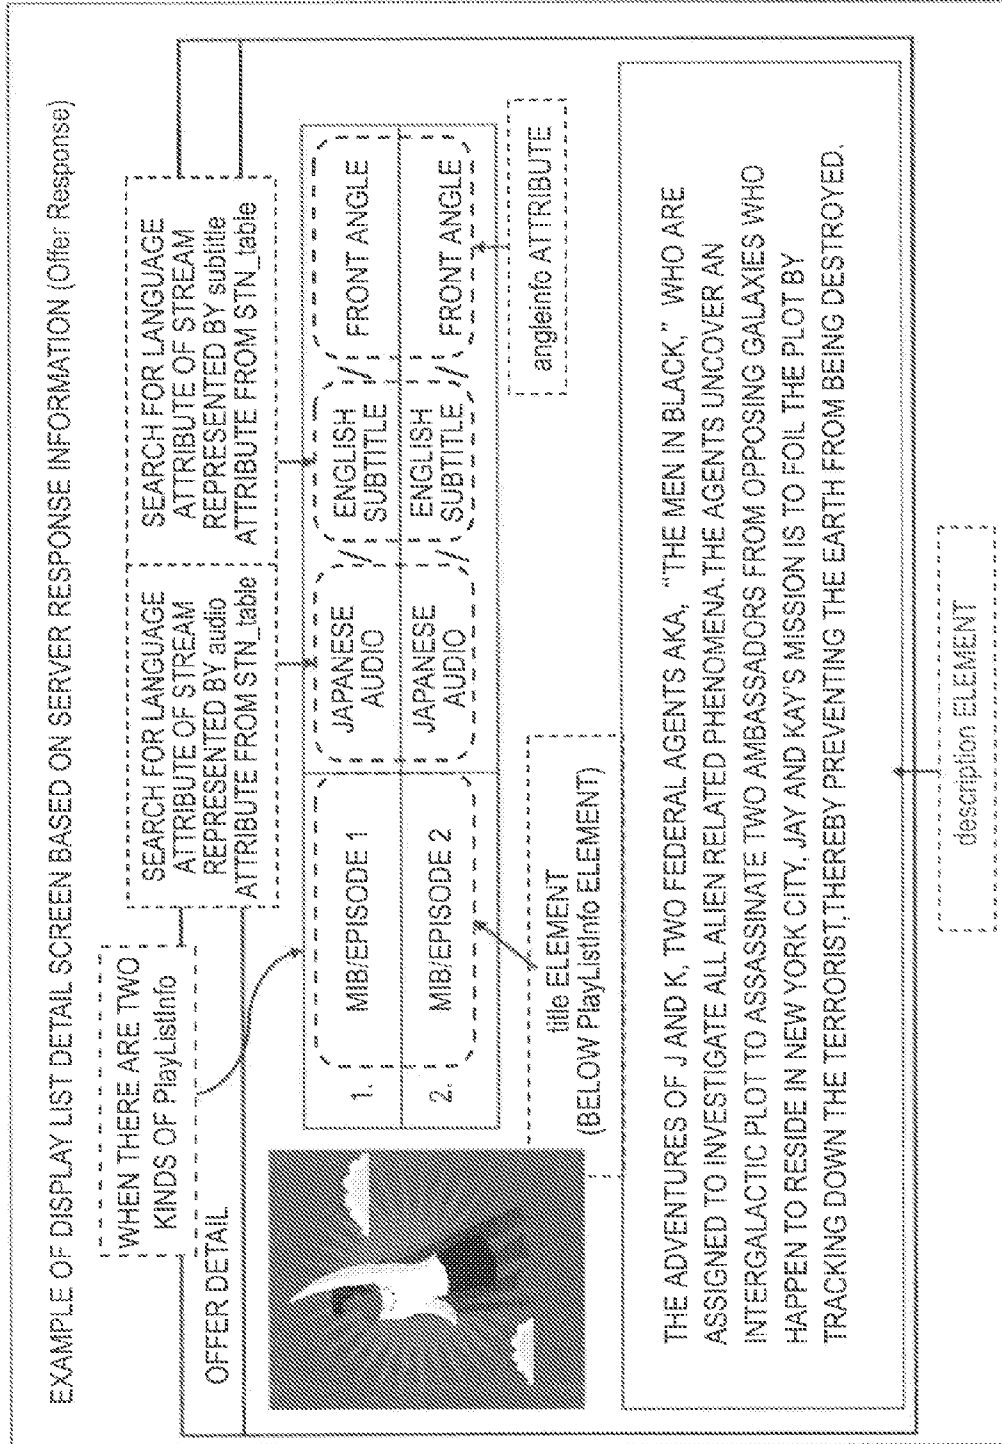 EXAMPLE OF DISPLAY LIST DETAIL SCREEN BASED ON SERVER RESPONSE INFORMATION (Offer Response)
WHEN THERE ARE TWO
KINDS OF PlayListInfo
SEARCH FOR LANGUAGE
ATTRIBUTE OF STREAM
REPRESENTED BY audio
ATTRIBUTE FROM STN_table
SEARCH FOR LANGUAGE
ATTRIBUTE OF STREAM
REPRESENTED BY subtitle
ATTRIBUTE FROM STN_table
OFFER DETAIL
1. MIB/EPISODE 1 JAPANESE AUDIO / ENGLISH SUBTITLE / FRONT ANGLE
2. MIB/EPISODE 2 JAPANESE AUDIO / ENGLISH SUBTITLE / FRONT ANGLE
title ELEMENT
(BELOW PlayListInfo ELEMENT)
angleinfo ATTRIBUTE
THE ADVENTURES OF J AND K, TWO FEDERAL AGENTS AKA, "THE MEN IN BLACK," WHO ARE
ASSIGNED TO INVESTIGATE ALL ALIEN RELATED PHENOMENA.THE AGENTS UNCOVER AN
INTERGALACTIC PLOT TO ASSASSINATE TWO AMBASSADORS FROM OPPOSING GALAXIES WHO
HAPPEN TO RESIDE IN NEW YORK CITY. JAY AND KAY'S MISSION IS TO FOIL THE PLOT BY
TRACKING DOWN THE TERRORIST,THEREBY PREVENTING THE EARTH FROM BEING DESTROYED.
description ELEMENT